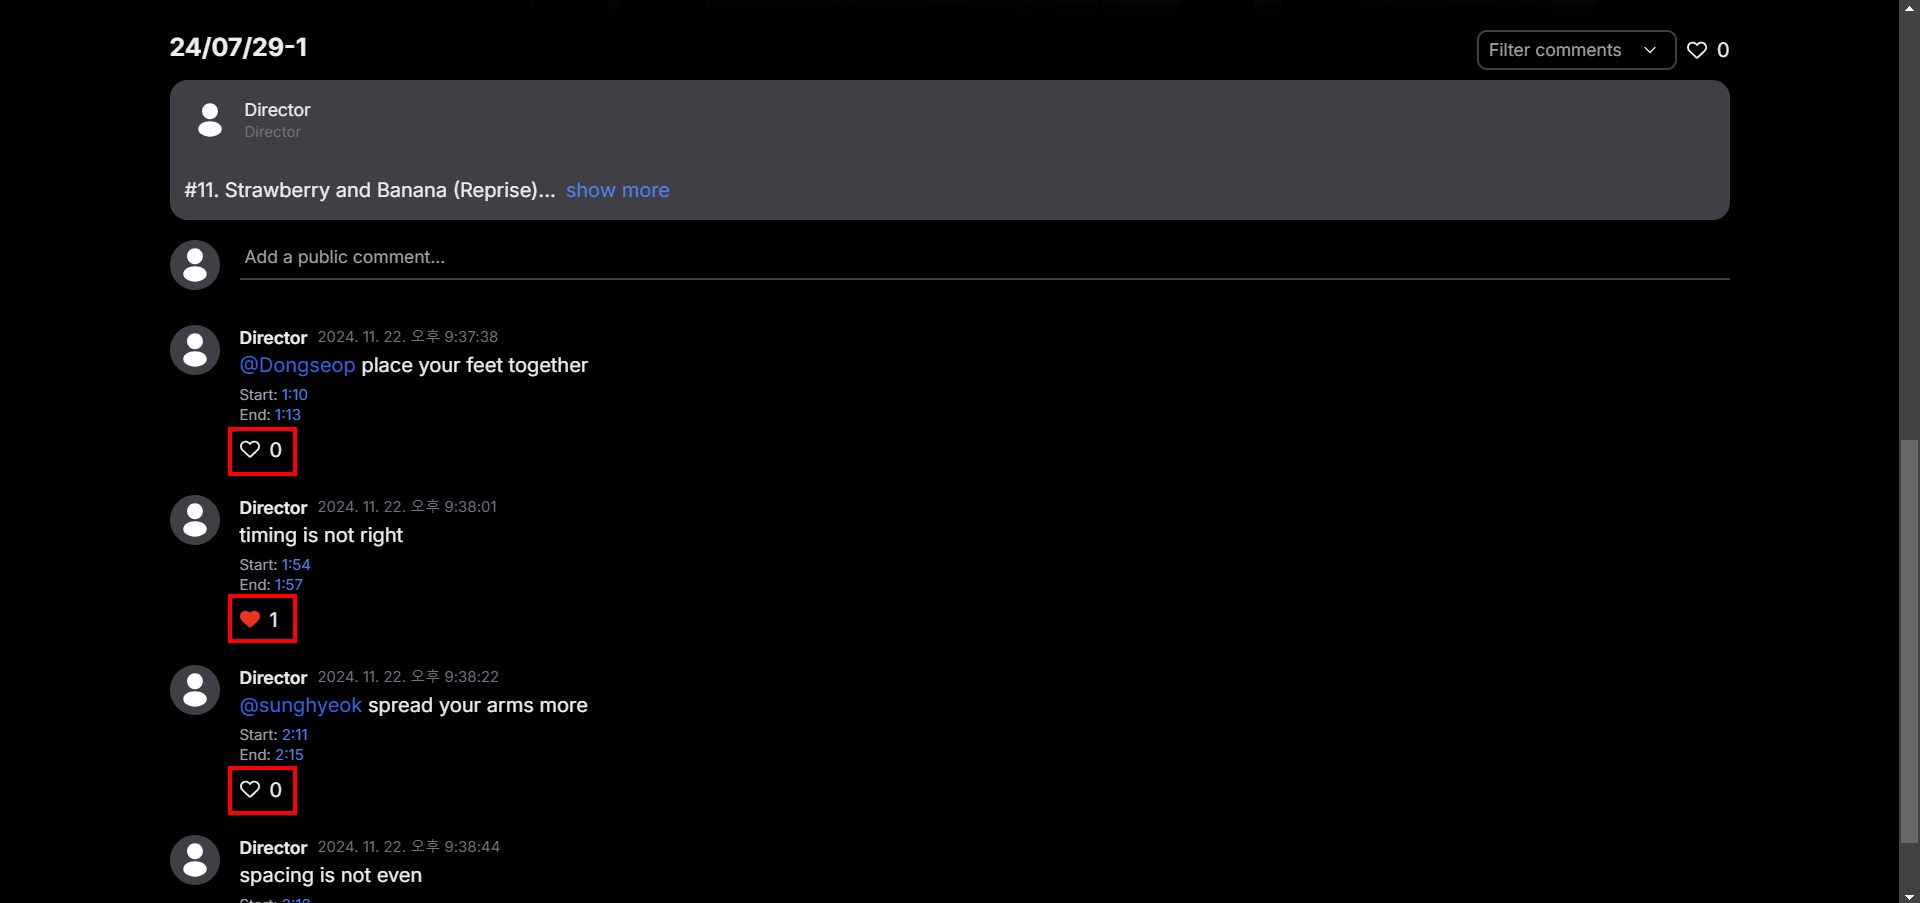 24/07/29-1
Filter comments
0
Director
Director
#11. Strawberry and Banana (Reprise)... show more
Add a public comment...
Director 2024. 11. 22. 오후 9:37:38
@Dongseop place your feet together
Start: 1:10
End: 1:13
0
Director 2024. 11. 22. 오후 9:38:01
timing is not right
Start: 1:54
End: 1:57
1
Director 2024. 11. 22. 오후 9:38:22
@sunghyeok spread your arms more
Start: 2:11
End: 2:15
0
Director 2024. 11. 22. 오후 9:38:44
spacing is not even